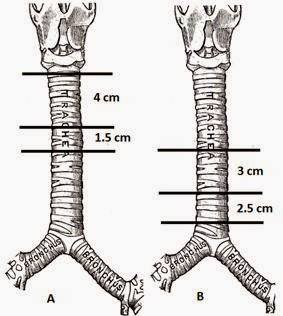 TRACHEA
4 cm
1.5 cm
BRONCHUS
BRONCHUS
A
TRACHEA
3 cm
2.5 cm
BRONCHUS
BRONCHUS
B